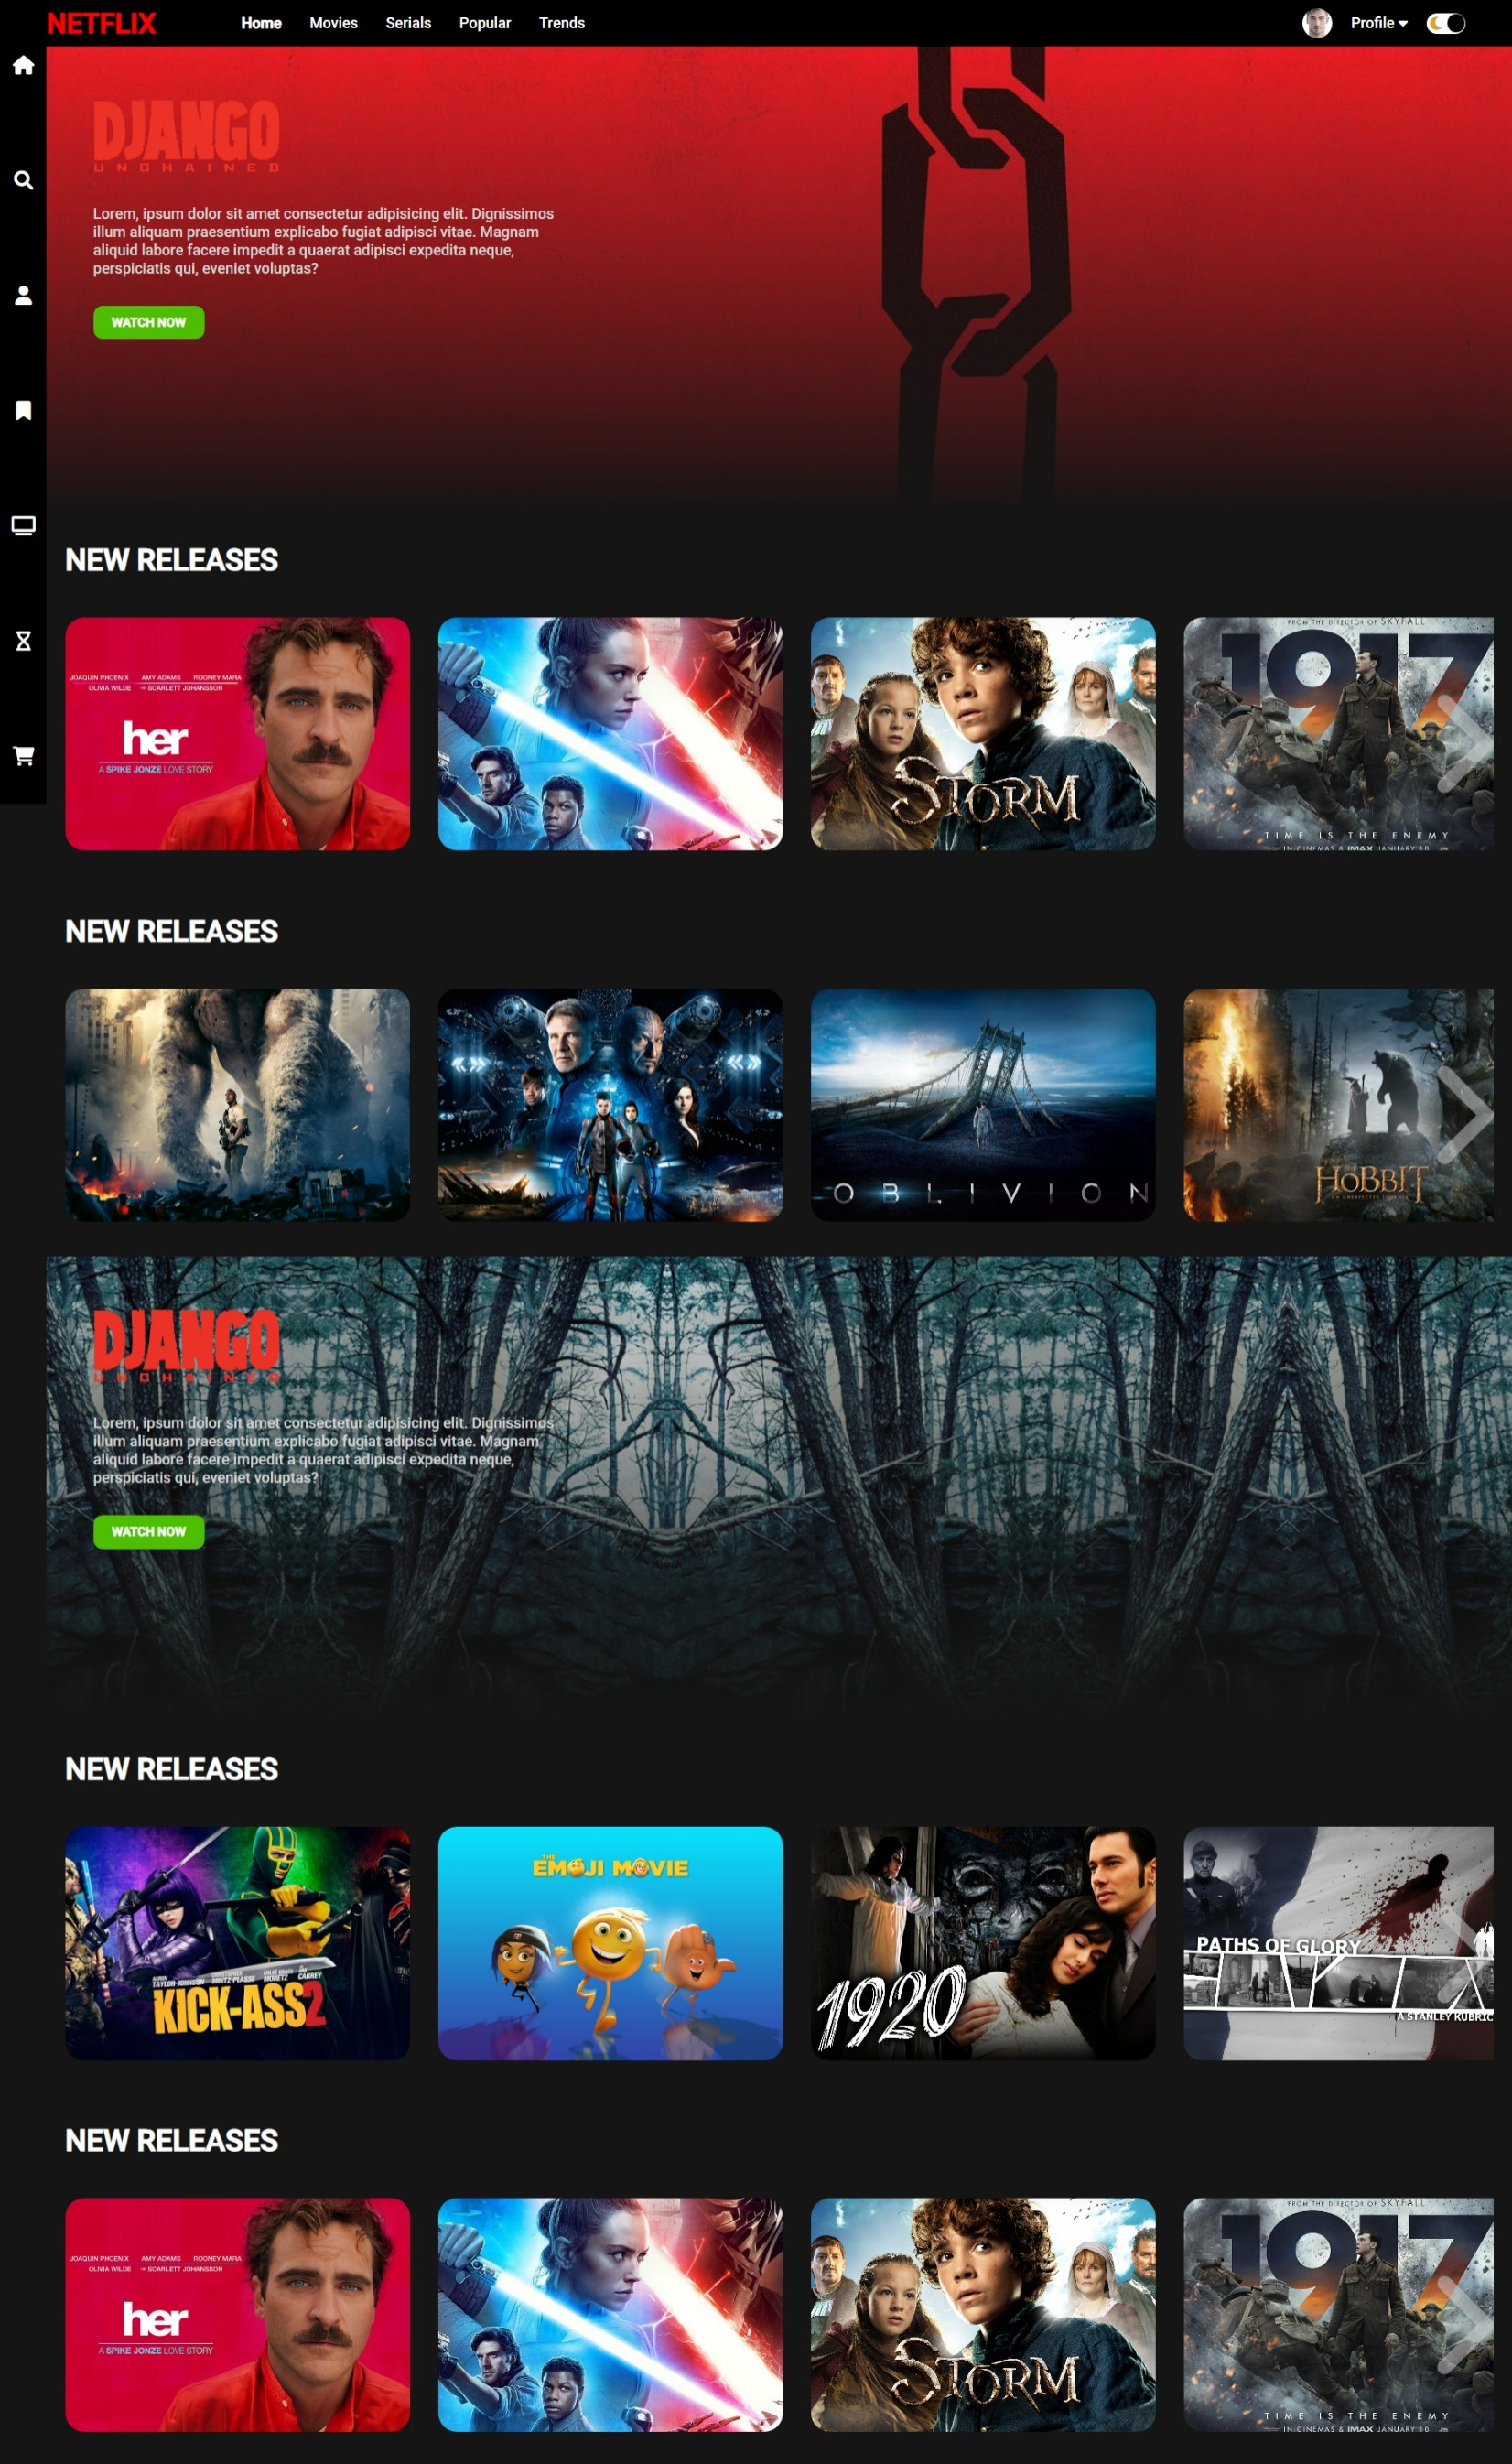 NETFLIX
Home
Movies
Serials
Popular
Trends
Profile
DJANGO
UNCHAINED
Lorem, ipsum dolor sit amet consectetur adipisicing elit. Dignissimos
illum aliquam praesentium explicabo fugiat adipisci vitae. Magnam
aliquid labore facere impedit a quaerat adipisci expedita neque,
perspiciatis qui, eveniet voluptas?
WATCH NOW
NEW RELEASES
JOAQUIN PHOENIX AMY ADAMS ROONEY MARA
OLIVIA WILDE SCARLETT JOHANSSON
her
A SPIKE JONZE LOVE STORY
STORM
FROM THE DIRECTOR OF SKYFALL
1917
TIME IS THE ENEMY
IN CINEMAS & IMAX JANUARY 10
NEW RELEASES
OBLIVION
HOBBIT
AN UNEXPECTED JOURNEY
DJANGO
UNCHAINED
Lorem, ipsum dolor sit amet consectetur adipisicing elit. Dignissimos
illum aliquam praesentium explicabo fugiat adipisci vitae. Magnam
aliquid labore facere impedit a quaerat adipisci expedita neque,
perspiciatis qui, eveniet voluptas?
WATCH NOW
NEW RELEASES
TAYLOR-JOHNSON MINTZ-PLASSE MORETZ CARREY
KICK-ASS 2
THE
EMOJI MOVIE
1920
PATHS OF GLORY
A STANLEY KUBRIC
NEW RELEASES
JOAQUIN PHOENIX AMY ADAMS ROONEY MARA
OLIVIA WILDE SCARLETT JOHANSSON
her
A SPIKE JONZE LOVE STORY
STORM
FROM THE DIRECTOR OF SKYFALL
1917
TIME IS THE ENEMY
IN CINEMAS & IMAX JANUARY 10